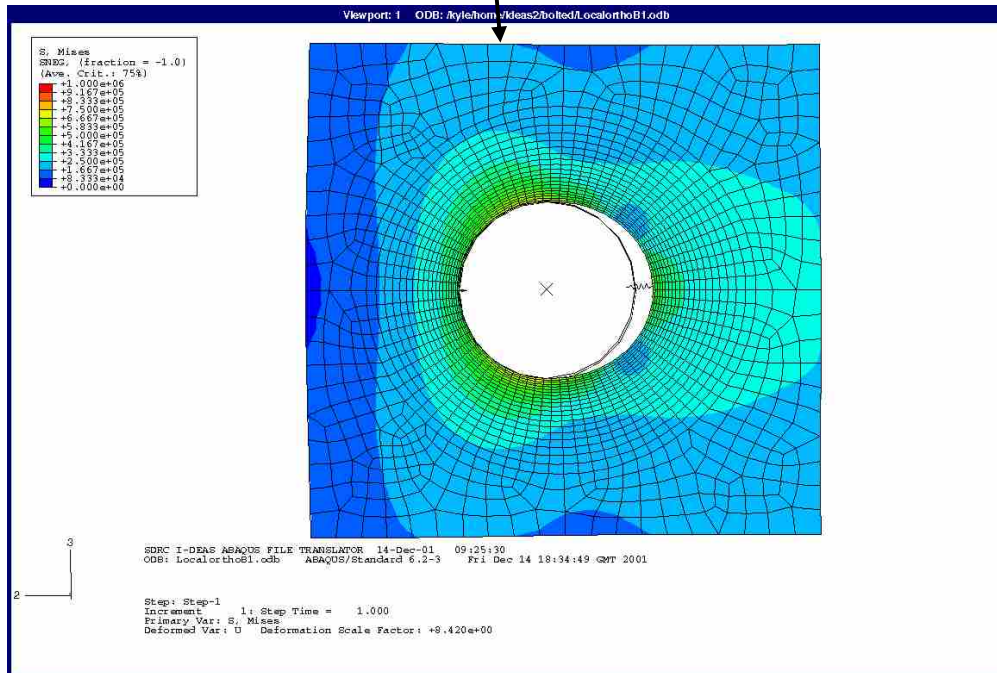 Viewport: 1 ODB: /kyle/home/ideas2/bolted/LocalorthoB1.odb
S, Mises
SNEG, (fraction = -1.0)
(Ave. Crit.: 75%)
+1.000e+06
+9.167e+05
+8.333e+05
+7.500e+05
+6.667e+05
+5.833e+05
+5.000e+05
+4.167e+05
+3.333e+05
+2.500e+05
+1.667e+05
+8.333e+04
+0.000e+00
3
2
SDRC I-DEAS ABAQUS FILE TRANSLATOR 14-Dec-01 09:25:30
ODB: LocalorthoB1.odb ABAQUS/Standard 6.2-3 Fri Dec 14 18:34:49 GMT 2001
Step: Step-1
Increment 1: Step Time = 1.000
Primary Var: S, Mises
Deformed Var: U Deformation Scale Factor: +8.420e+00